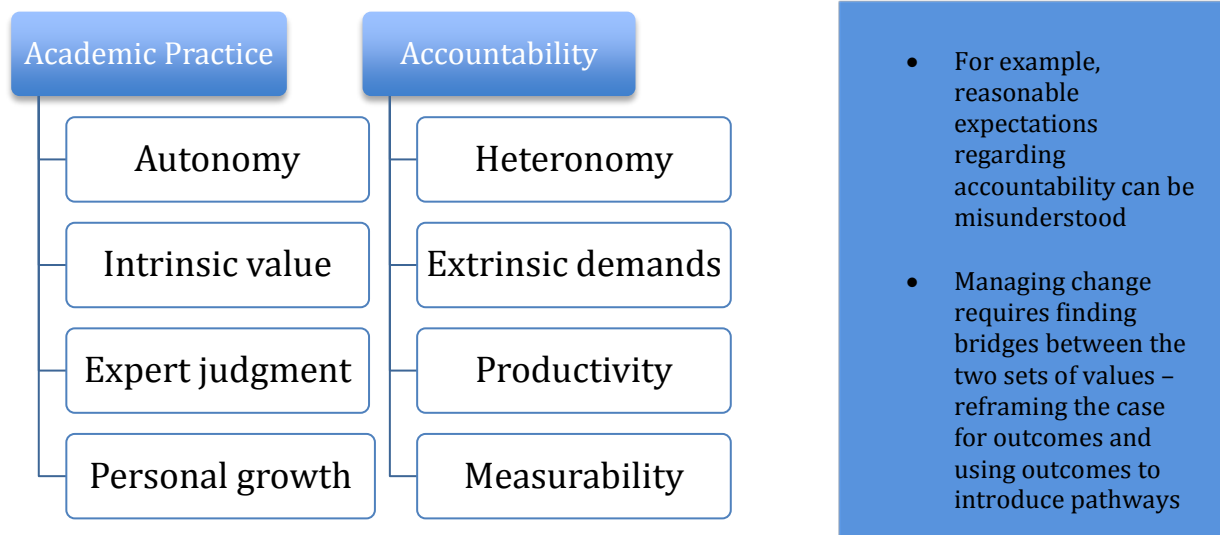 Academic Practice
Autonomy
Intrinsic value
Expert judgment
Personal growth
Accountability
Heteronomy
Extrinsic demands
Productivity
Measurability
• For example,
reasonable
expectations
regarding
accountability can be
misunderstood
• Managing change
requires finding
bridges between the
two sets of values –
reframing the case
for outcomes and
using outcomes to
introduce pathways